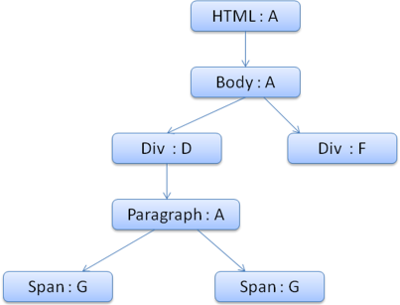 HTML : A
Body : A
Div : D
Div : F
Paragraph : A
Span : G
Span : G